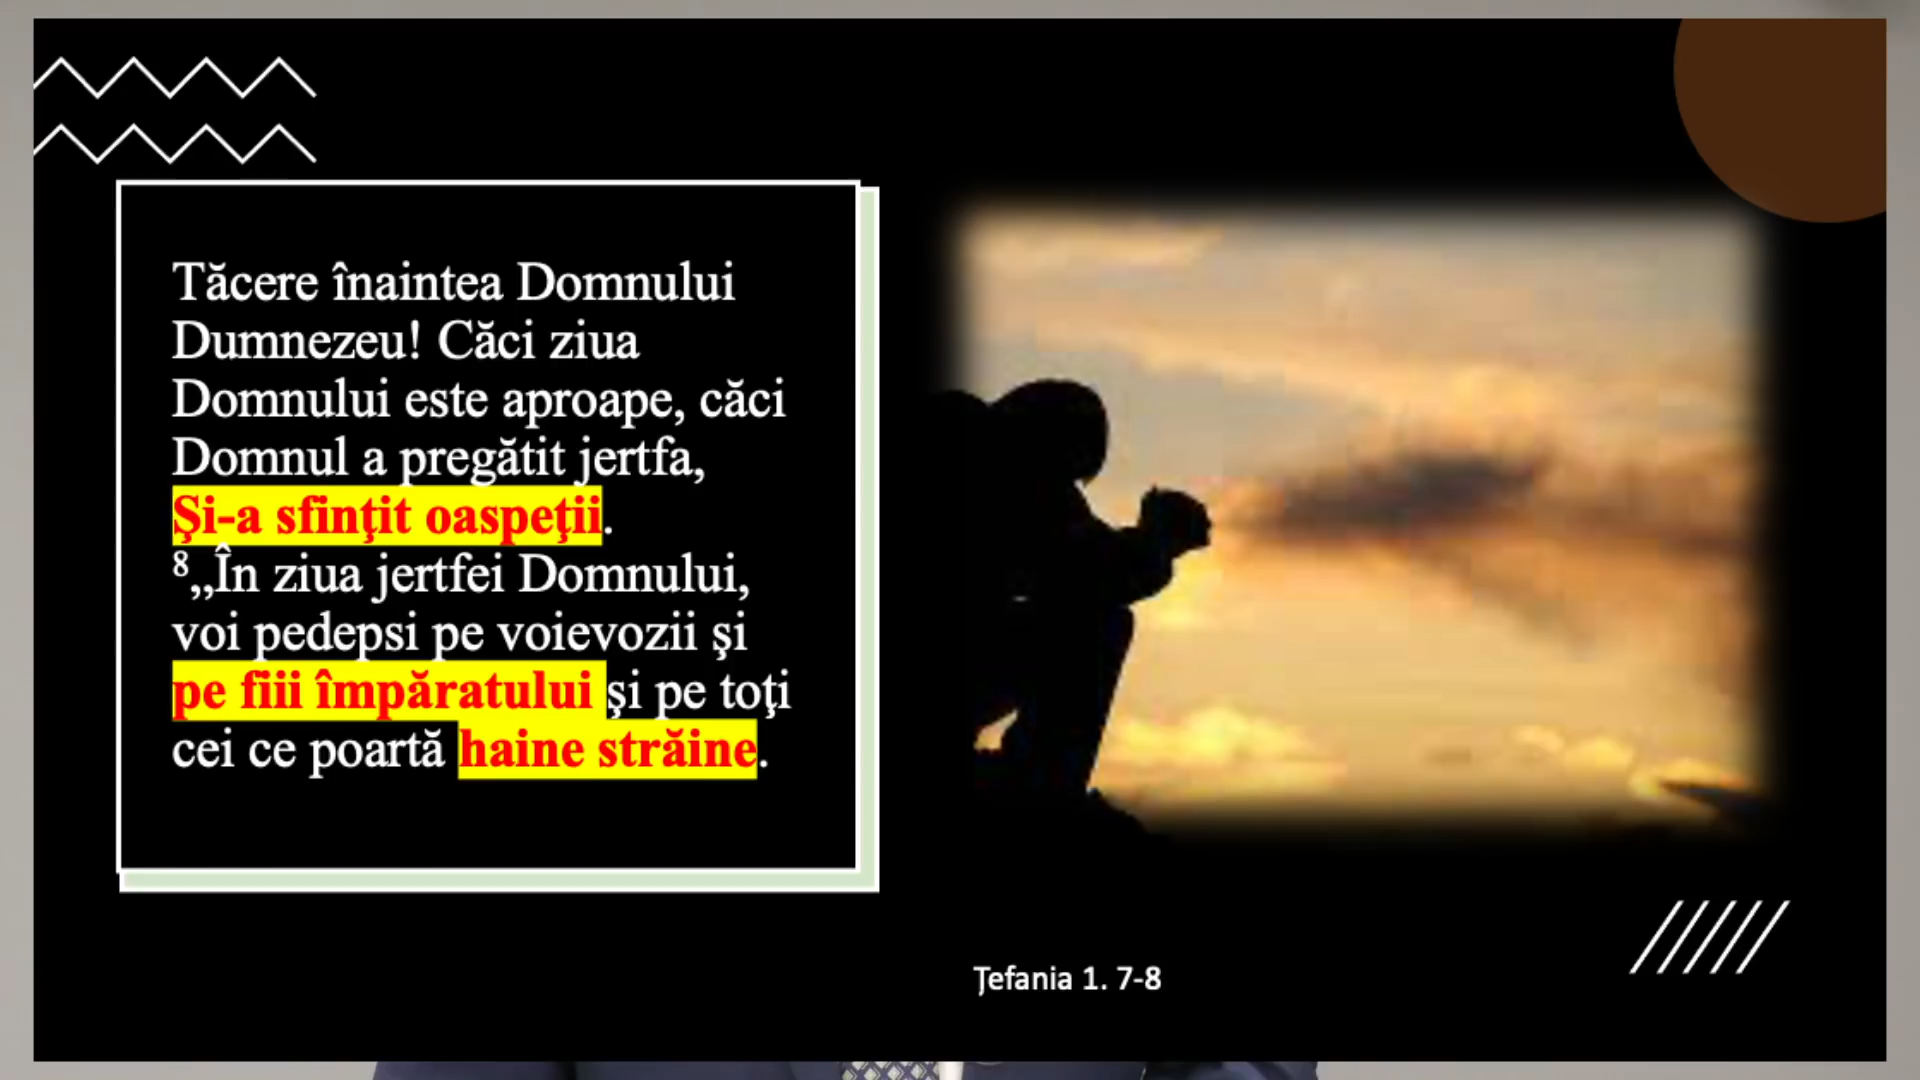 Tăcere înaintea Domnului
Dumnezeu! Căci ziua
Domnului este aproape, căci
Domnul a pregătit jertfa,
Şi-a sfinţit oaspeţii.
⁸„În ziua jertfei Domnului,
voi pedepsi pe voievozii şi
pe fiii împăratului şi pe toţi
cei ce poartă haine străine.
Ţefania 1. 7-8